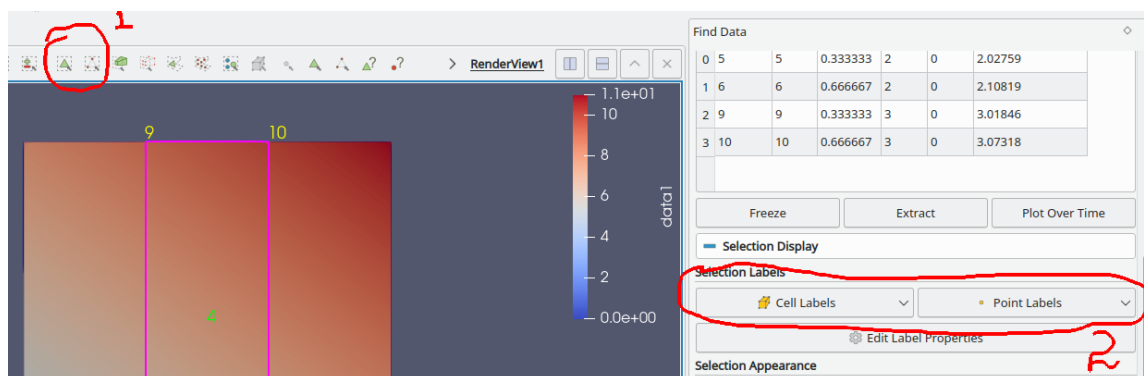 1
Find Data
RenderView1
0 5 5 0.333333 2 0 2.02759
1 6 6 0.666667 2 0 2.10819
2 9 9 0.333333 3 0 3.01846
3 10 10 0.666667 3 0 3.07318
1.1e+01
10
8
6
4
2
0.0e+00
data1
9 10
6
Freeze Extract Plot Over Time
Selection Display
Selection Labels
Cell Labels Point Labels
Edit Label Properties
Selection Appearance
2